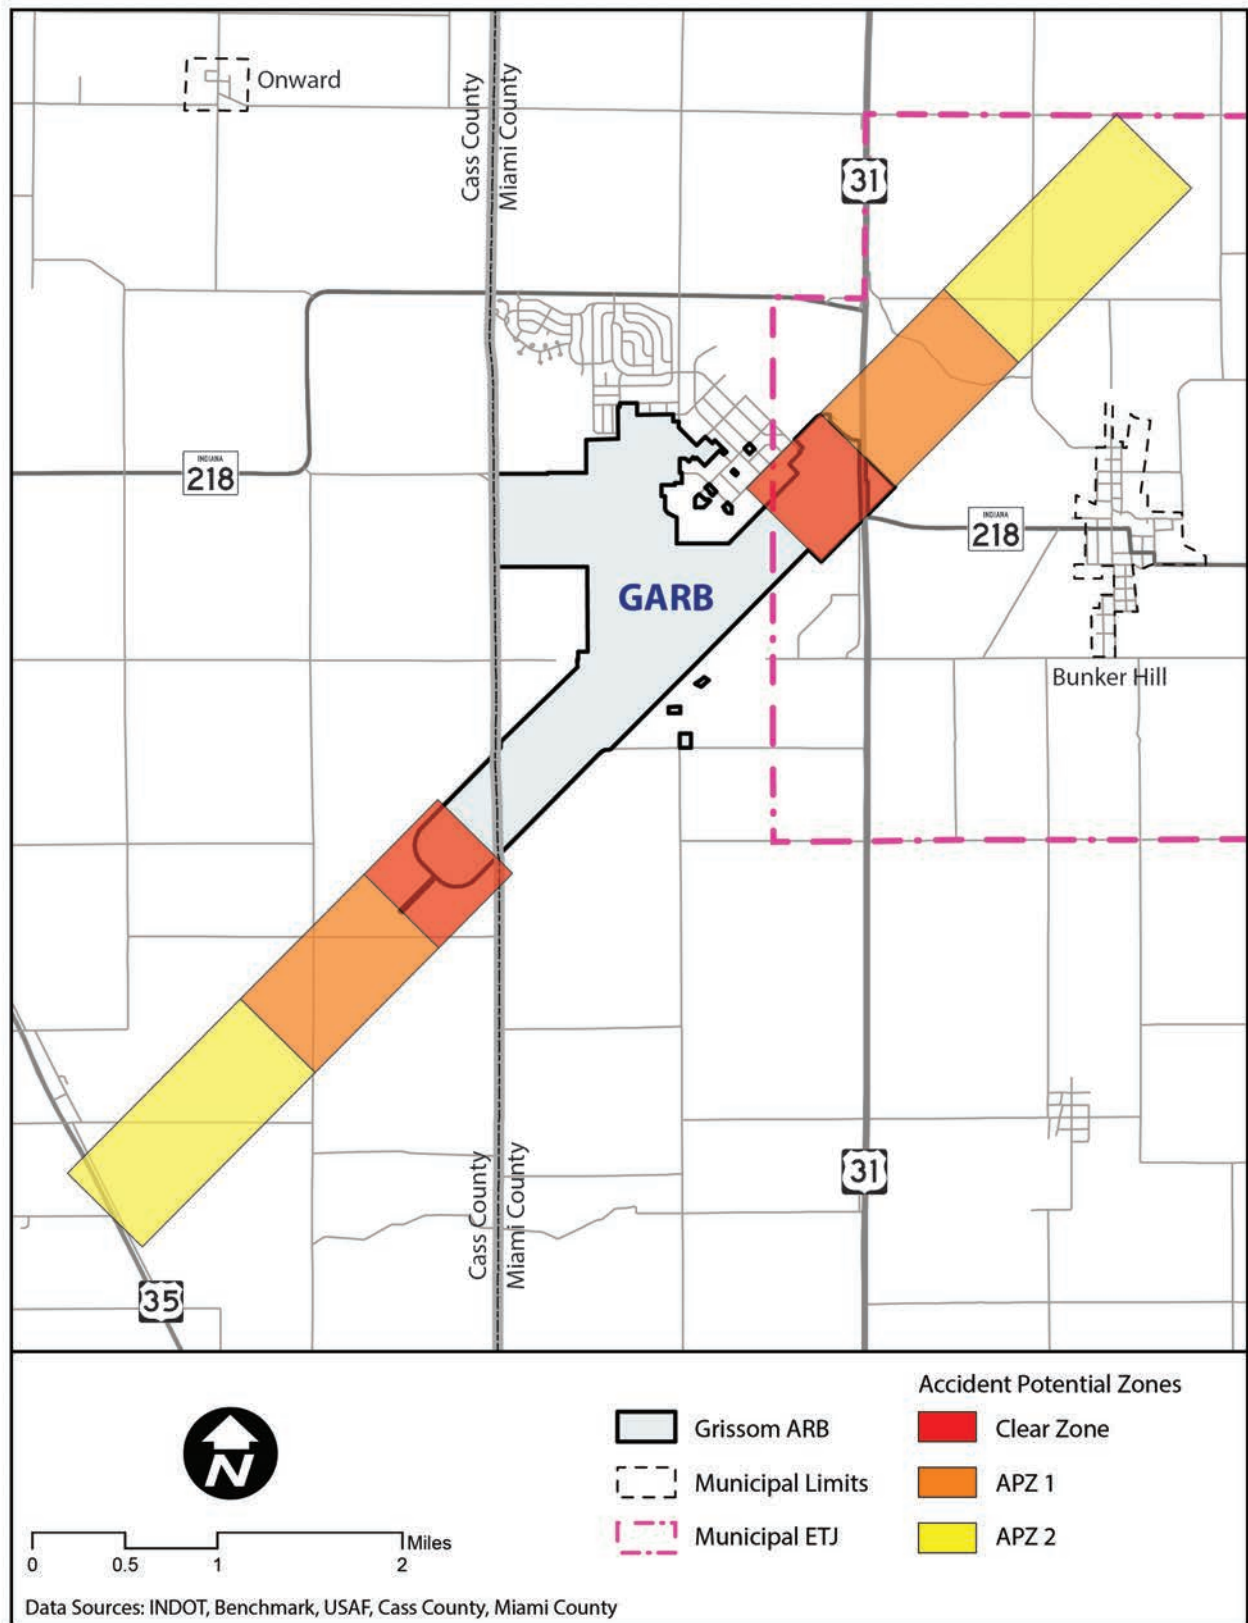 Onward
Cass County
Miami County
31
INDIANA
218
INDIANA
218
GARB
Bunker Hill
Cass County
Miami County
31
35
Accident Potential Zones
N
Grissom ARB
Clear Zone
Municipal Limits
APZ 1
Municipal ETJ
APZ 2
Miles
0 0.5 1 2
Data Sources: INDOT, Benchmark, USAF, Cass County, Miami County